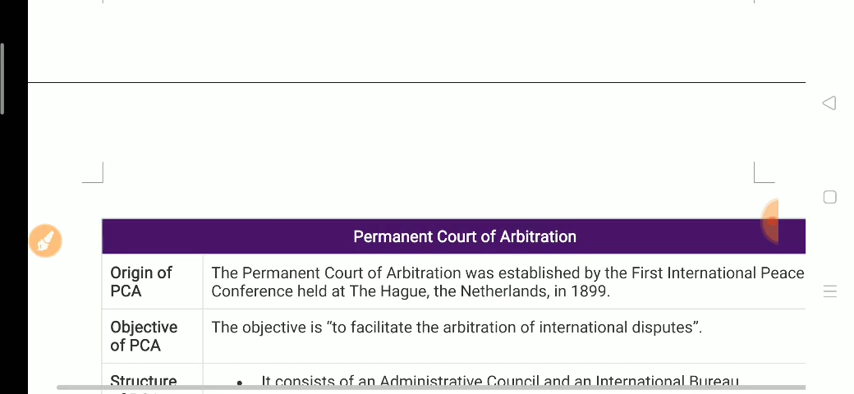 Permanent Court of Arbitration
Origin of
PCA
The Permanent Court of Arbitration was established by the First International Peace
Conference held at The Hague, the Netherlands, in 1899.
Objective
of PCA
The objective is “to facilitate the arbitration of international disputes”.
Structure
• It consists of an Administrative Council and an International Bureau